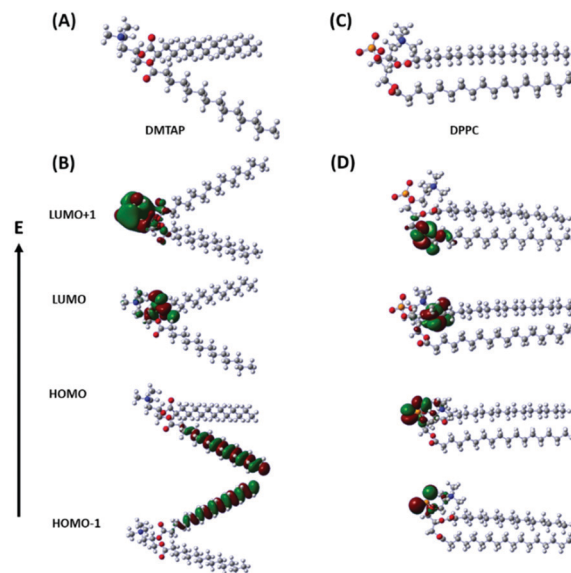 (A)
(C)
DMTAP
DPPC
(B)
(D)
LUMO+1
E
LUMO
HOMO
HOMO-1